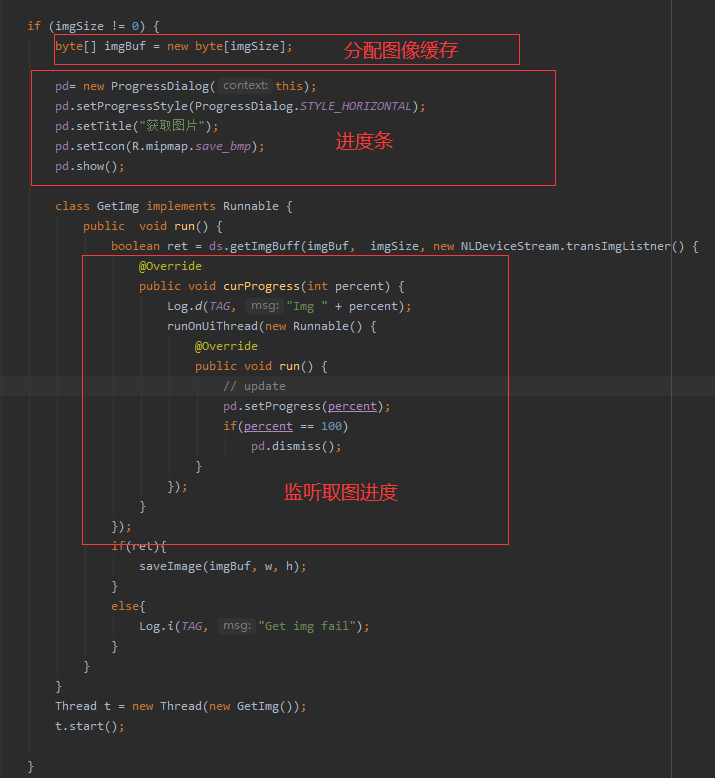 if (imgSize != 0) {
byte[] imgBuf = new byte[imgSize];
分配图像缓存
pd= new ProgressDialog( context: this);
pd.setProgressStyle(ProgressDialog.STYLE_HORIZONTAL);
pd.setTitle("获取图片");
进度条
pd.setIcon(R.mipmap.save_bmp);
pd.show();
class GetImg implements Runnable {
public  void run() {
boolean ret = ds.getImgBuff(imgBuf,  imgSize, new NLDeviceStream.transImgListner() {
@Override
public void curProgress(int percent) {
Log.d(TAG, msg: "Img " + percent);
runOnUiThread(new Runnable() {
@Override
public void run() {
// update
pd.setProgress(percent);
if(percent == 100)
pd.dismiss();
}
});
监听取图进度
}
});
if(ret){
saveImage(imgBuf, w, h);
}
else{
Log.i(TAG, msg: "Get img fail");
}
}
}
Thread t = new Thread(new GetImg());
t.start();
}